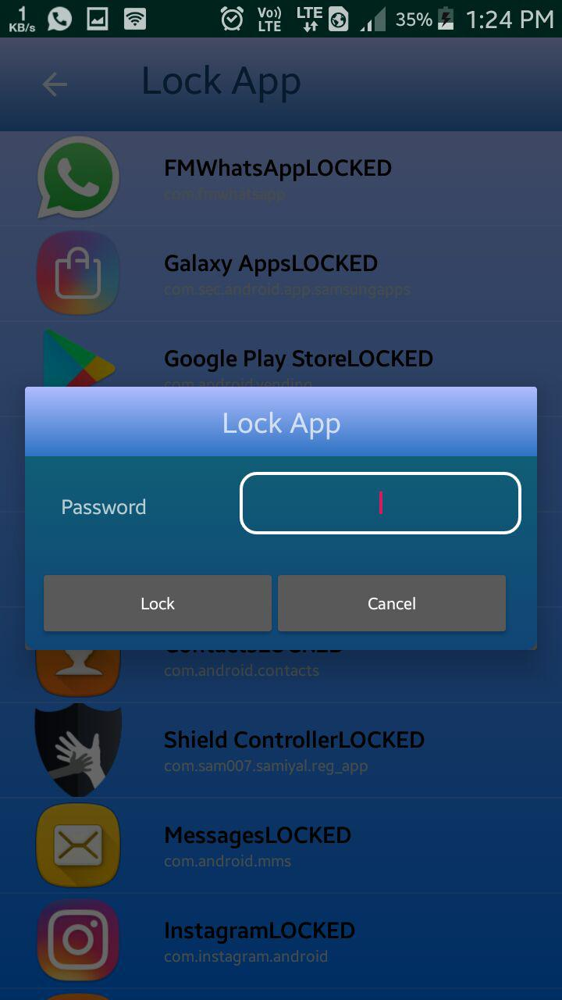 1
KB/s
Vo))
LTE
LTE
35%
1:24 PM
Lock App
FMWhatsAppLOCKED
com.fmwhatsapp
Galaxy AppsLOCKED
com.sec.android.app.samsungapps
Google Play StoreLOCKED
com.android.vending
Lock App
Password
Lock
Cancel
ContactsLOCKED
com.android.contacts
Shield ControllerLOCKED
com.sam007.samiyal.reg_app
MessagesLOCKED
com.android.mms
InstagramLOCKED
com.instagram.android